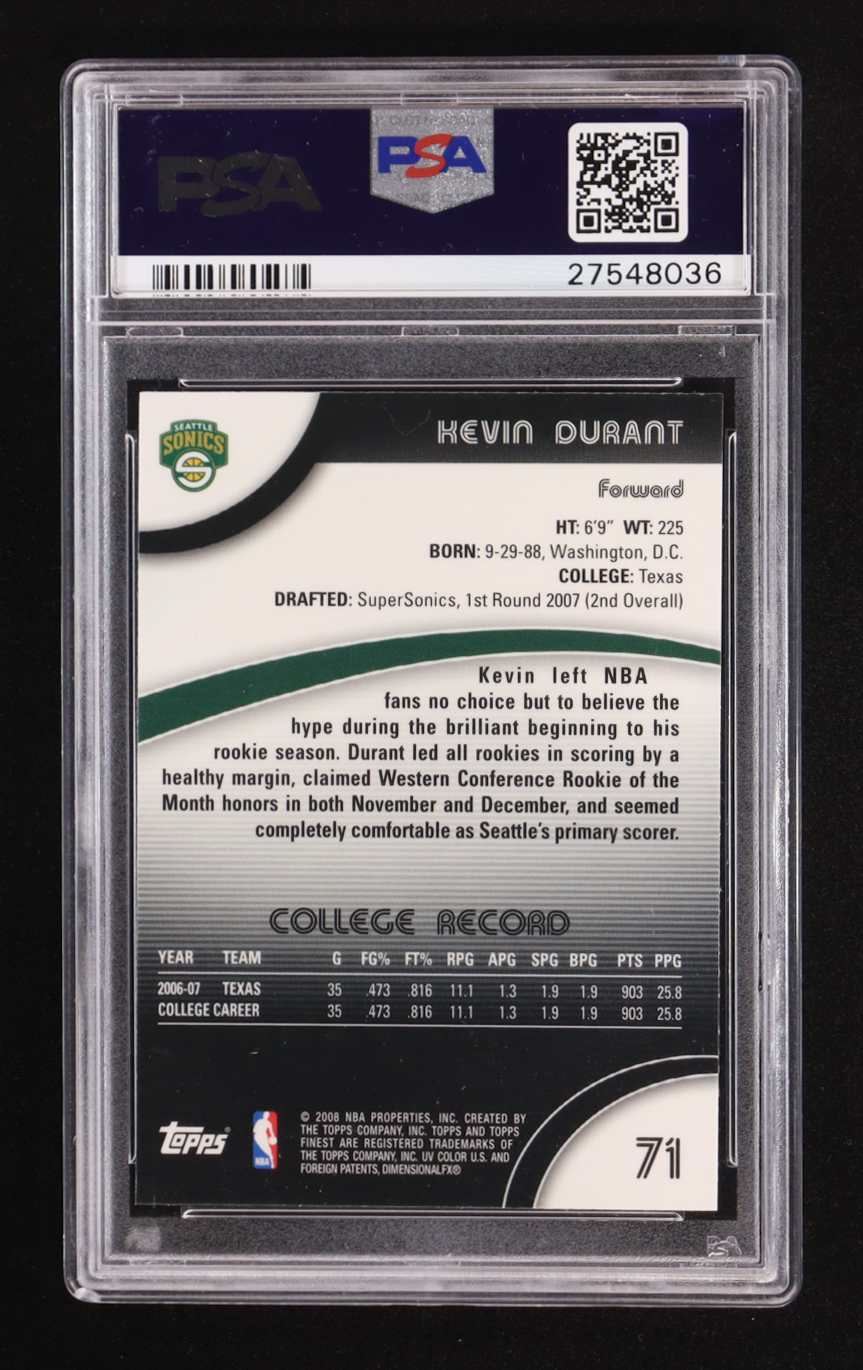 PSA
PSA
27548036
SEATTLE
SONICS
KEVIN DURANT
Forward
HT: 6'9" WT: 225
BORN: 9-29-88, Washington, D.C.
COLLEGE: Texas
DRAFTED: SuperSonics, 1st Round 2007 (2nd Overall)
Kevin left NBA
fans no choice but to believe the
hype during the brilliant beginning to his
rookie season. Durant led all rookies in scoring by a
healthy margin, claimed Western Conference Rookie of the
Month honors in both November and December, and seemed
completely comfortable as Seattle's primary scorer.
COLLEGE RECORD
YEAR TEAM G FG% FT% RPG APG SPG BPG PTS PPG
2006-07 TEXAS 35 .473 .816 11.1 1.3 1.9 1.9 903 25.8
COLLEGE CAREER 35 .473 .816 11.1 1.3 1.9 1.9 903 25.8
Topps®
NBA
© 2008 NBA PROPERTIES, INC. CREATED BY
THE TOPPS COMPANY, INC. TOPPS AND TOPPS
FINEST ARE REGISTERED TRADEMARKS OF
THE TOPPS COMPANY, INC. UV COLOR U.S. AND
FOREIGN PATENTS, DIMENSIONALFX®
71
PSA